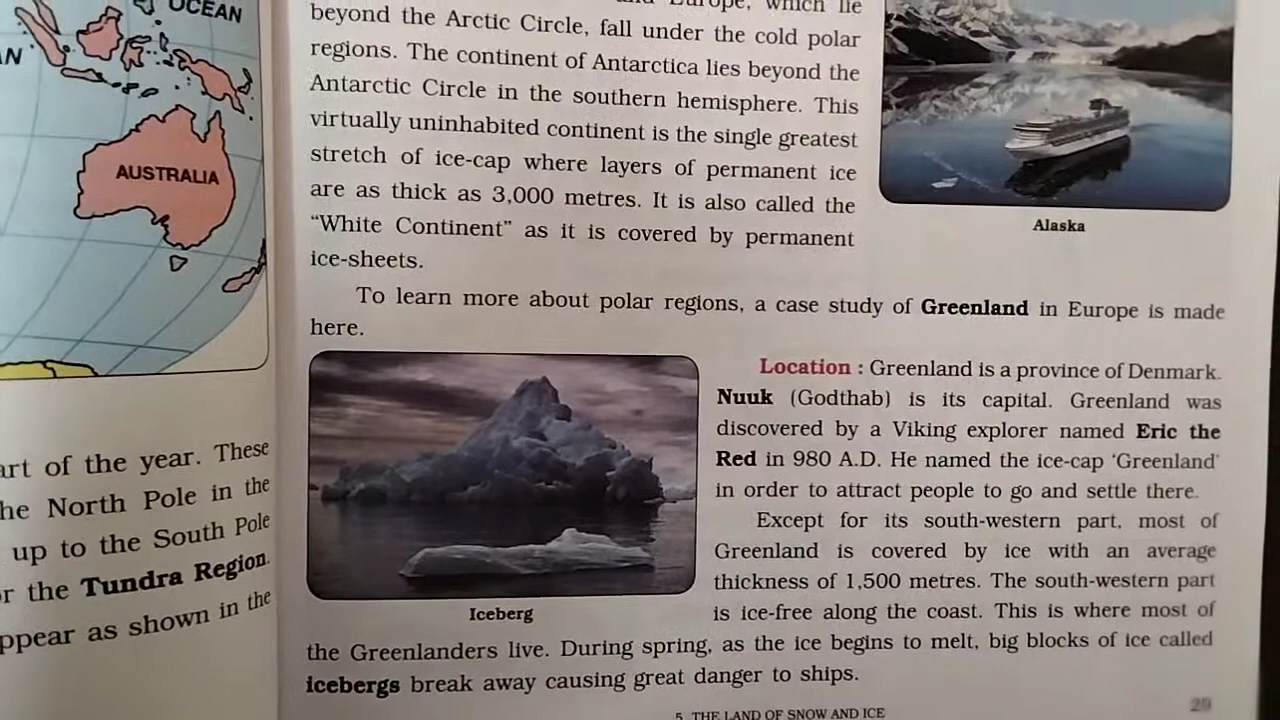 OCEAN
AN
AUSTRALIA
art of the year. These
he North Pole in the
up to the South Pole
r the Tundra Region.
ppear as shown in the
and Europe, which lie
beyond the Arctic Circle, fall under the cold polar
regions. The continent of Antarctica lies beyond the
Antarctic Circle in the southern hemisphere. This
virtually uninhabited continent is the single greatest
stretch of ice-cap where layers of permanent ice
are as thick as 3,000 metres. It is also called the
“White Continent” as it is covered by permanent
ice-sheets.
Alaska
To learn more about polar regions, a case study of Greenland in Europe is made
here.
Iceberg
Location : Greenland is a province of Denmark.
Nuuk (Godthab) is its capital. Greenland was
discovered by a Viking explorer named Eric the
Red in 980 A.D. He named the ice-cap ‘Greenland’
in order to attract people to go and settle there.
Except for its south-western part, most of
Greenland is covered by ice with an average
thickness of 1,500 metres. The south-western part
is ice-free along the coast. This is where most of
the Greenlanders live. During spring, as the ice begins to melt, big blocks of ice called
icebergs break away causing great danger to ships.
5. THE LAND OF SNOW AND ICE
29